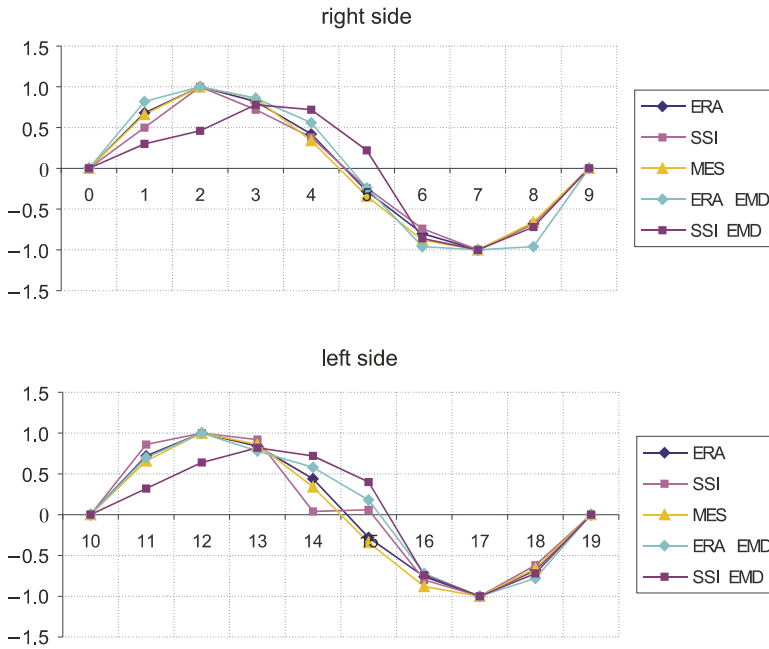 right side
1.5
1.0
0.5
0
−0.5
−1.0
−1.5
0 1 2 3 4 5 6 7 8 9
ERA
SSI
MES
ERA EMD
SSI EMD
left side
1.5
1.0
0.5
0
−0.5
−1.0
−1.5
10 11 12 13 14 15 16 17 18 19
ERA
SSI
MES
ERA EMD
SSI EMD